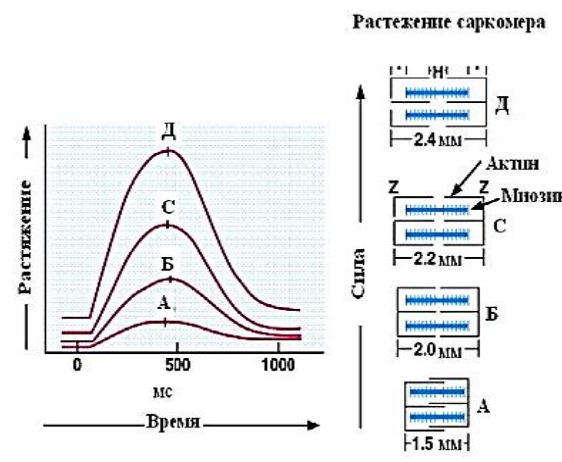 Растежение саркомера
Растяжение
Д
С
Б
А
0
500
1000
мс
Время
Сила
H
Д
2.4 мм
Актин
Z
Z
Миозин
С
2.2 мм
Б
2.0 мм
А
1.5 мм